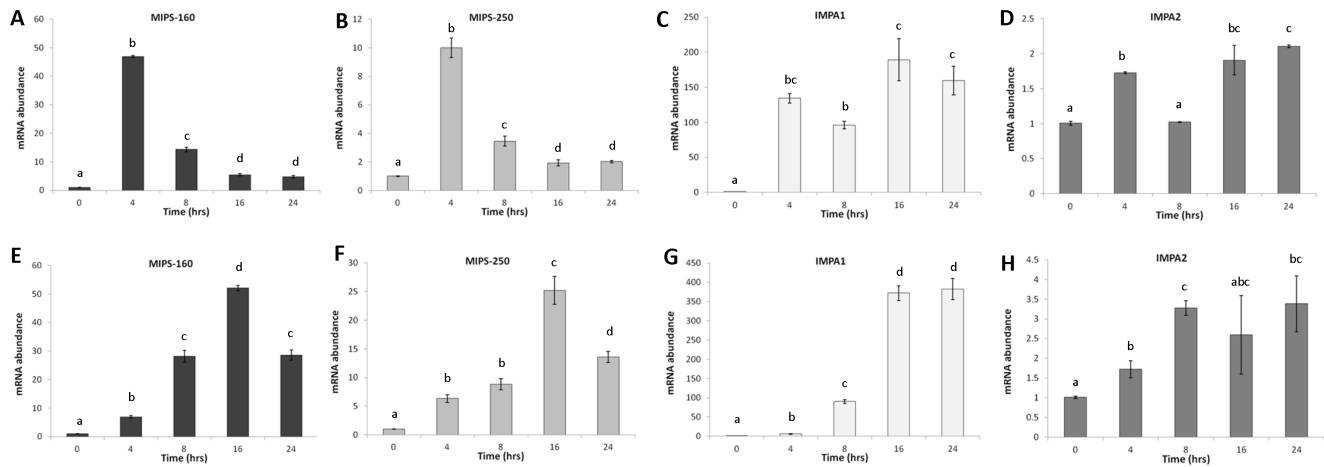 A
MIPS-160
mRNA abundance
60
50
40
30
20
10
0
a
b
c
d
d
0 4 8 16 24
Time (hrs)
B
MIPS-250
mRNA abundance
12
10
8
6
4
2
0
a
b
c
d
d
0 4 8 16 24
Time (hrs)
C
IMPA1
mRNA abundance
250
200
150
100
50
0
a
bc
b
c
c
0 4 8 16 24
Time (hrs)
D
IMPA2
mRNA abundance
2.5
2
1.5
1
0.5
0
a
b
a
bc
c
0 4 8 16 24
Time (hrs)
E
MIPS-160
mRNA abundance
60
50
40
30
20
10
0
a
b
c
d
c
0 4 8 16 24
Time (hrs)
F
MIPS-250
mRNA abundance
30
25
20
15
10
5
0
a
b
b
c
d
0 4 8 16 24
Time (hrs)
G
IMPA1
mRNA abundance
450
400
350
300
250
200
150
100
50
0
a
b
c
d
d
0 4 8 16 24
Time (hrs)
H
IMPA2
mRNA abundance
4.5
4
3.5
3
2.5
2
1.5
1
0.5
0
a
b
c
abc
bc
0 4 8 16 24
Time (hrs)